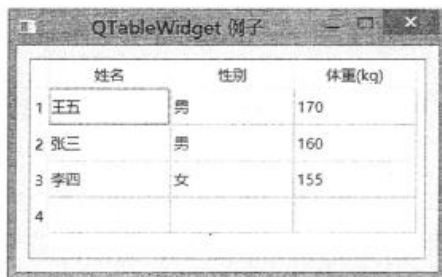 QTableWidget 例子
姓名 性别 体重(kg)
1 王五 男 170
2 张三 男 160
3 李四 女 155
4